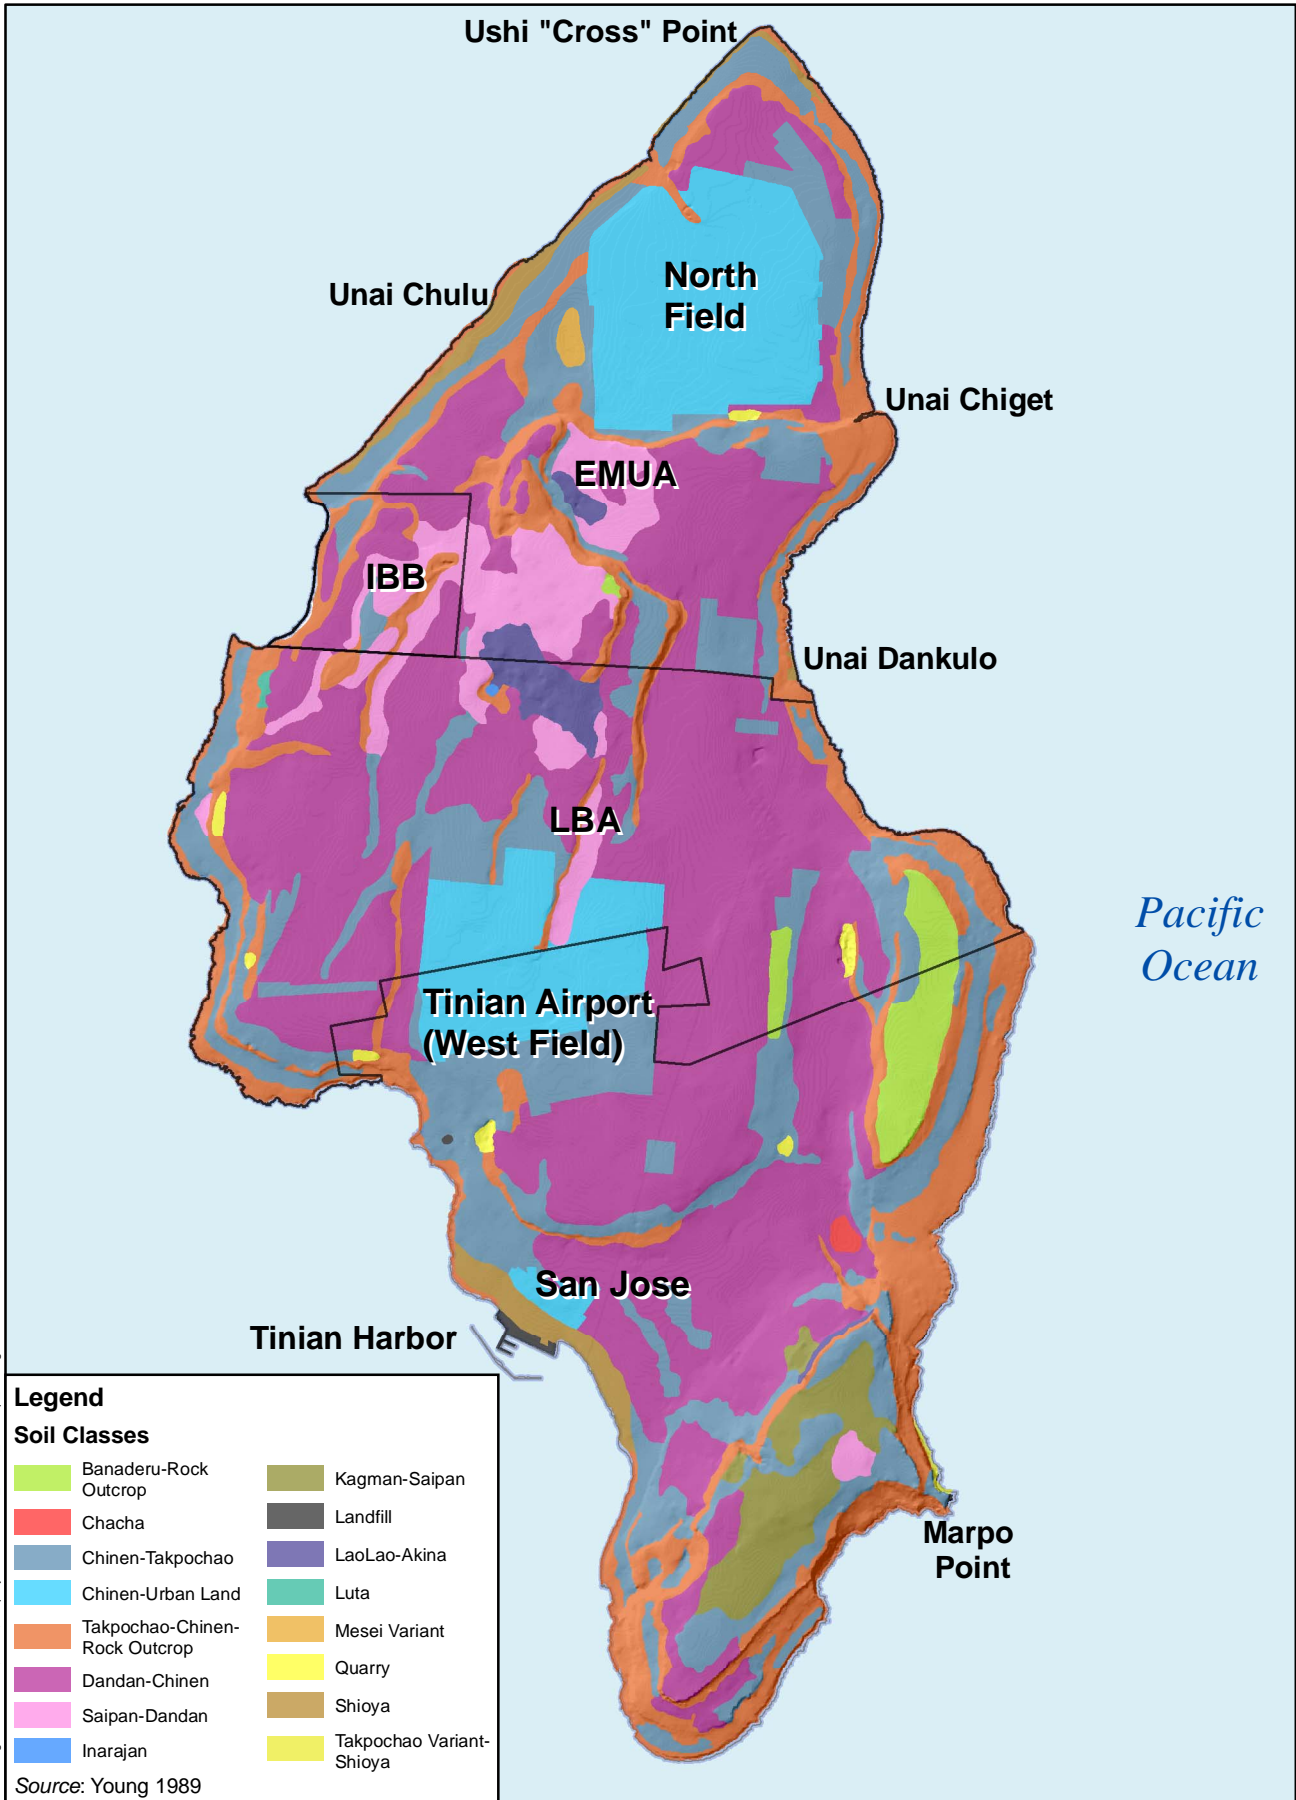 Ushi "Cross" Point
North
Field
Unai Chulu
Unai Chiget
EMUA
IBB
Unai Dankulo
LBA
Pacific
Ocean
Tinian Airport
(West Field)
San Jose
Tinian Harbor
Marpo
Point
Legend
Soil Classes
Banaderu-Rock
Outcrop
Chacha
Chinen-Takpochao
Chinen-Urban Land
Takpochao-Chinen-
Rock Outcrop
Dandan-Chinen
Saipan-Dandan
Inarajan
Kagman-Saipan
Landfill
LaoLao-Akina
Luta
Mesei Variant
Quarry
Shioya
Takpochao Variant-
Shioya
Source: Young 1989